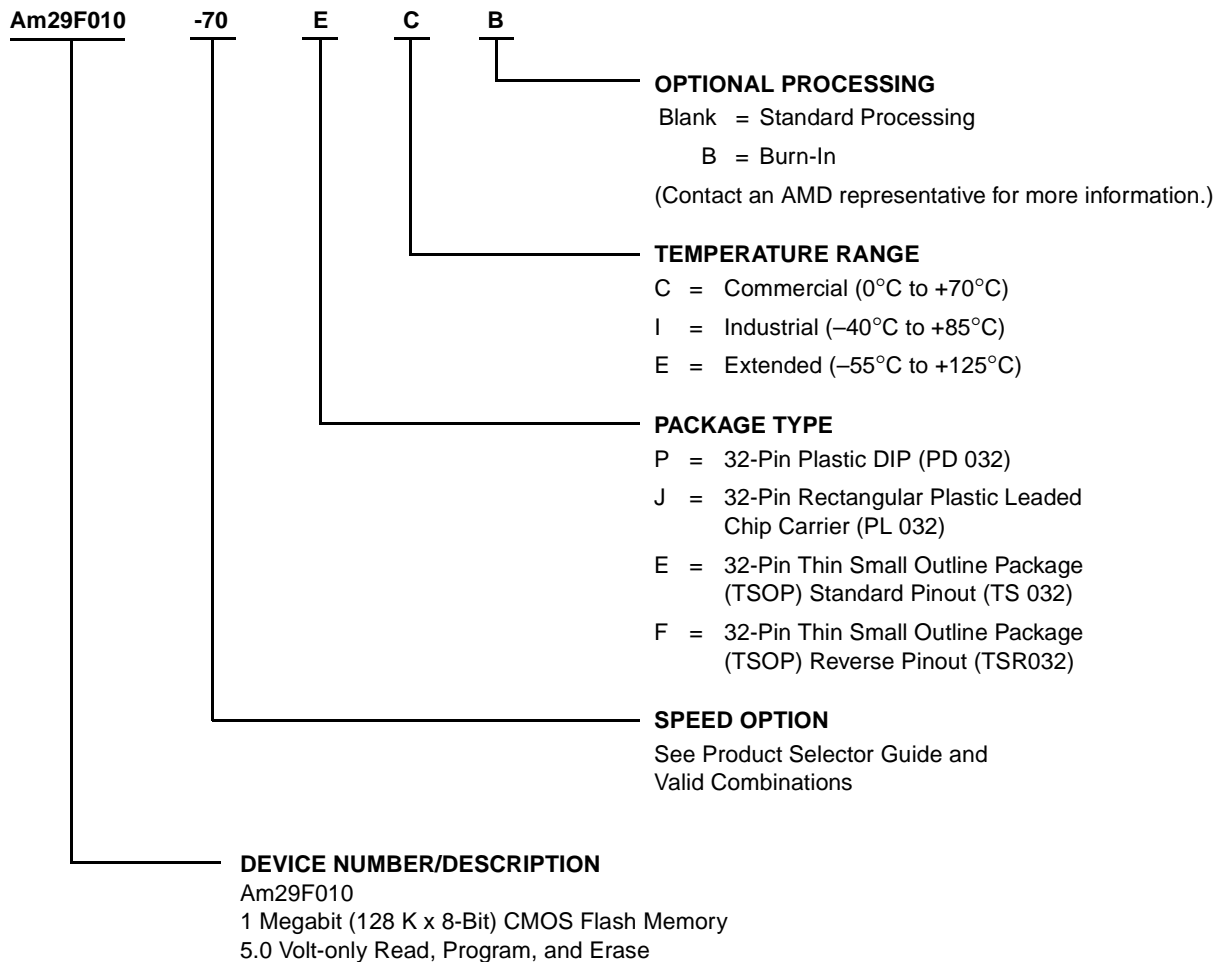 Am29F010 -70 E C B
OPTIONAL PROCESSING
Blank = Standard Processing
B = Burn-In
(Contact an AMD representative for more information.)
TEMPERATURE RANGE
C = Commercial (0°C to +70°C)
I = Industrial (–40°C to +85°C)
E = Extended (–55°C to +125°C)
PACKAGE TYPE
P = 32-Pin Plastic DIP (PD 032)
J = 32-Pin Rectangular Plastic Leaded
Chip Carrier (PL 032)
E = 32-Pin Thin Small Outline Package
(TSOP) Standard Pinout (TS 032)
F = 32-Pin Thin Small Outline Package
(TSOP) Reverse Pinout (TSR032)
SPEED OPTION
See Product Selector Guide and
Valid Combinations
DEVICE NUMBER/DESCRIPTION
Am29F010
1 Megabit (128 K x 8-Bit) CMOS Flash Memory
5.0 Volt-only Read, Program, and Erase